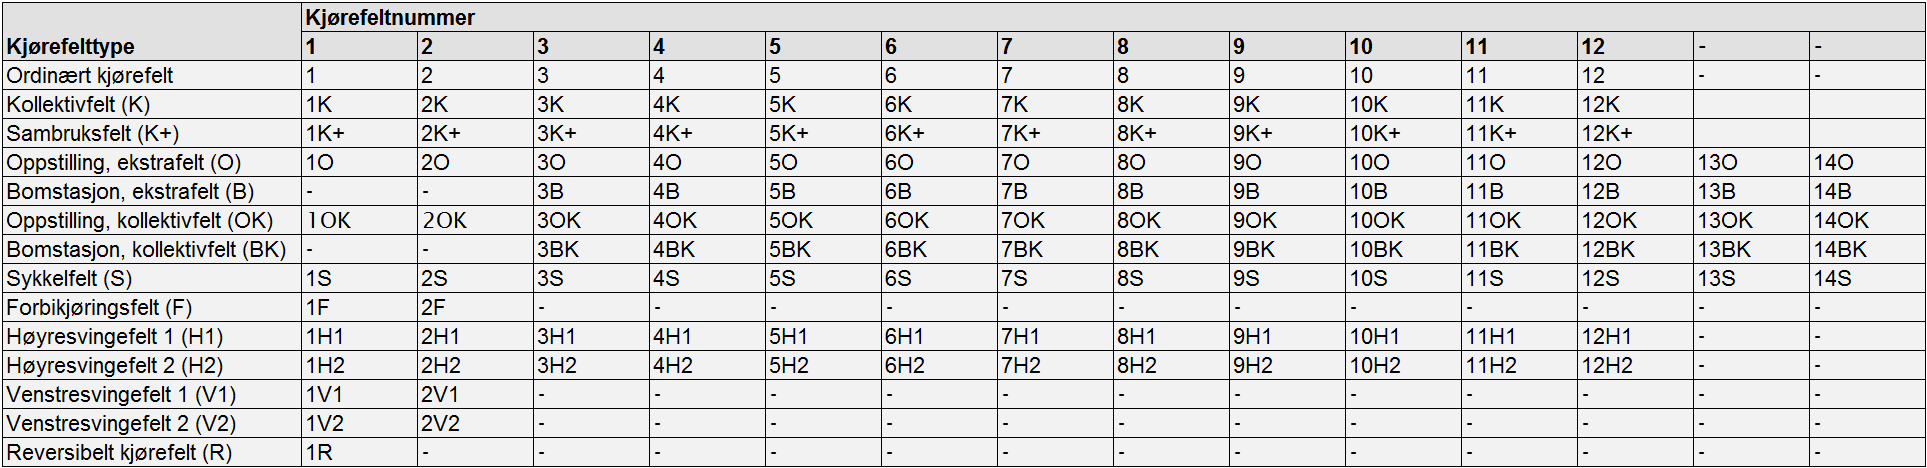 Kjørefeltnummer
Kjørefelttype 1 2 3 4 5 6 7 8 9 10 11 12 - -
Ordinært kjørefelt 1 2 3 4 5 6 7 8 9 10 11 12 - -
Kollektivfelt (K) 1K 2K 3K 4K 5K 6K 7K 8K 9K 10K 11K 12K
Sambruksfelt (K+) 1K+ 2K+ 3K+ 4K+ 5K+ 6K+ 7K+ 8K+ 9K+ 10K+ 11K+ 12K+
Oppstilling, ekstrafelt (O) 1O 2O 3O 4O 5O 6O 7O 8O 9O 10O 11O 12O 13O 14O
Bomstasjon, ekstrafelt (B) - - 3B 4B 5B 6B 7B 8B 9B 10B 11B 12B 13B 14B
Oppstilling, kollektivfelt (OK) 1OK 2OK 3OK 4OK 5OK 6OK 7OK 8OK 9OK 10OK 11OK 12OK 13OK 14OK
Bomstasjon, kollektivfelt (BK) - - 3BK 4BK 5BK 6BK 7BK 8BK 9BK 10BK 11BK 12BK 13BK 14BK
Sykkelfelt (S) 1S 2S 3S 4S 5S 6S 7S 8S 9S 10S 11S 12S 13S 14S
Forbikjøringsfelt (F) 1F 2F - - - - - - - - - - - -
Høyresvingefelt 1 (H1) 1H1 2H1 3H1 4H1 5H1 6H1 7H1 8H1 9H1 10H1 11H1 12H1 - -
Høyresvingefelt 2 (H2) 1H2 2H2 3H2 4H2 5H2 6H2 7H2 8H2 9H2 10H2 11H2 12H2 - -
Venstresvingefelt 1 (V1) 1V1 2V1 - - - - - - - - - - - -
Venstresvingefelt 2 (V2) 1V2 2V2 - - - - - - - - - - - -
Reversibelt kjørefelt (R) 1R - - - - - - - - - - - - -